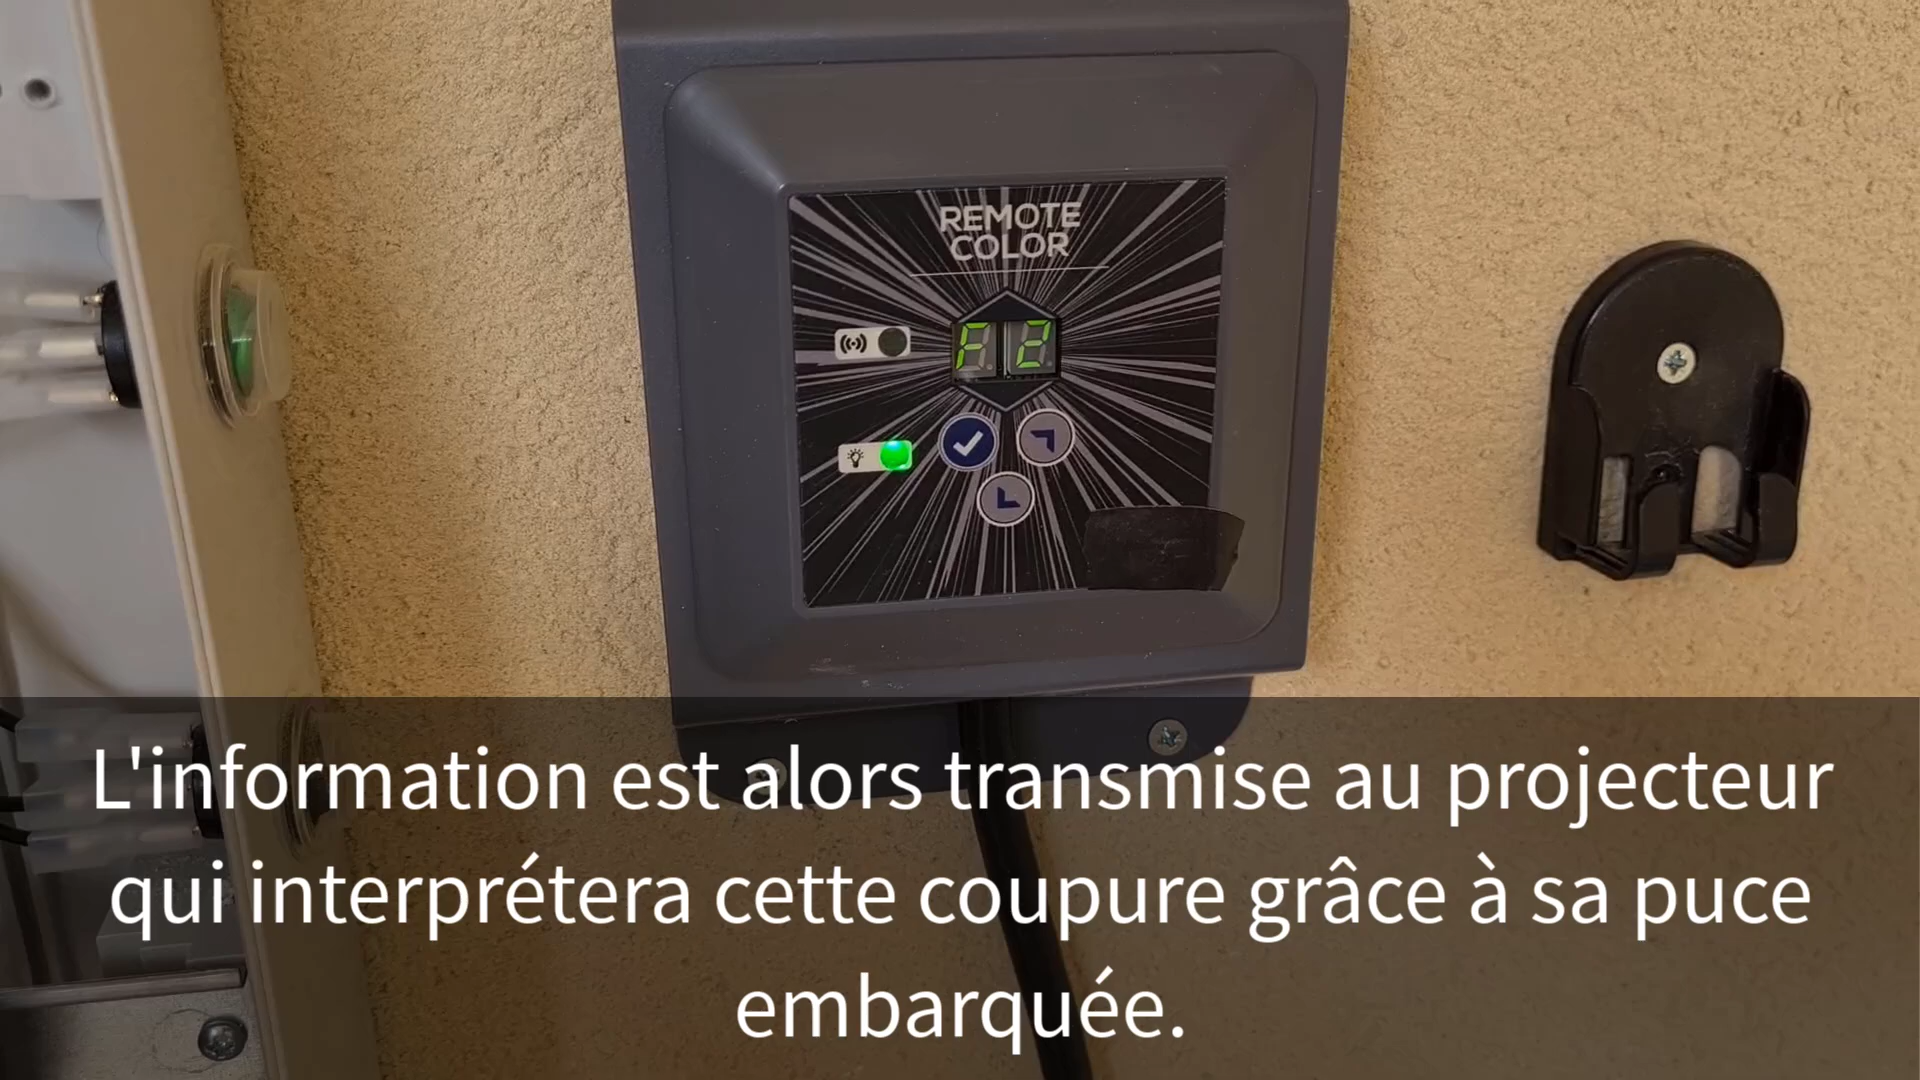 REMOTE
COLOR
F2
L'information est alors transmise au projecteur
qui interprétera cette coupure grâce à sa puce
embarquée.